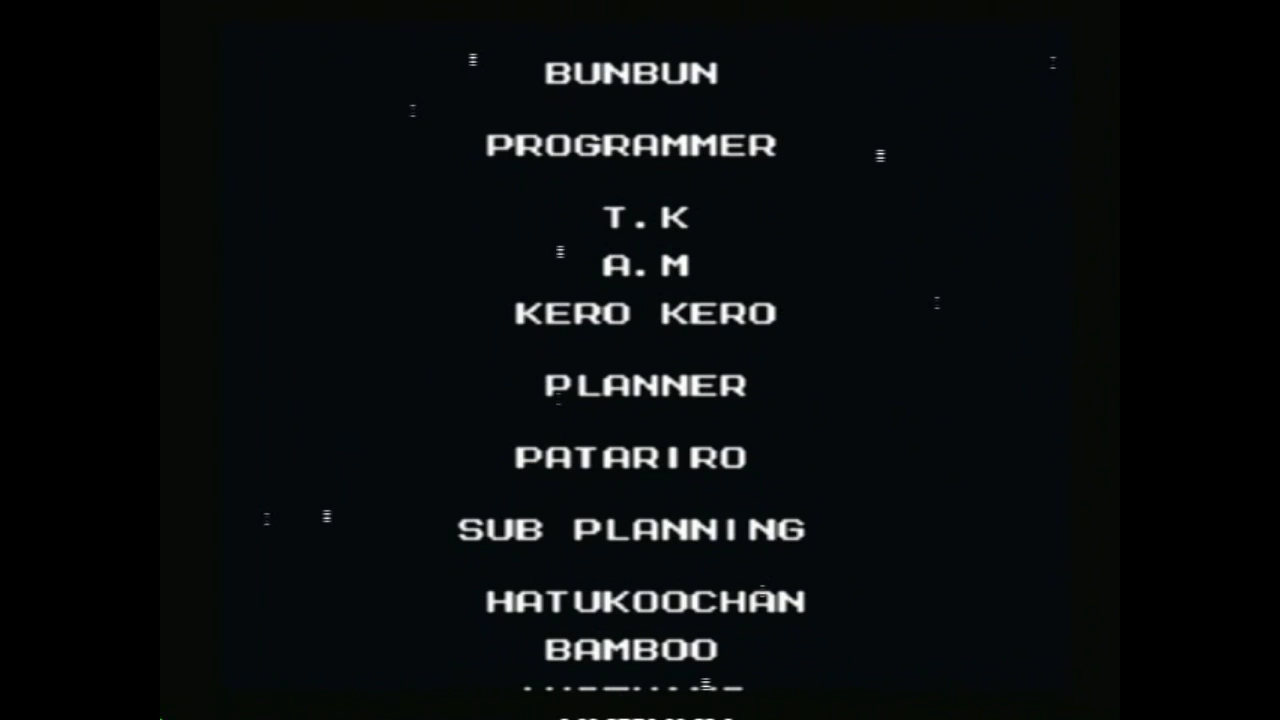 BUNBUN
PROGRAMMER
T.K
A.M
KERO KERO
PLANNER
PATARIRO
SUB PLANNING
HATUKOOCHAN
BAMBOO